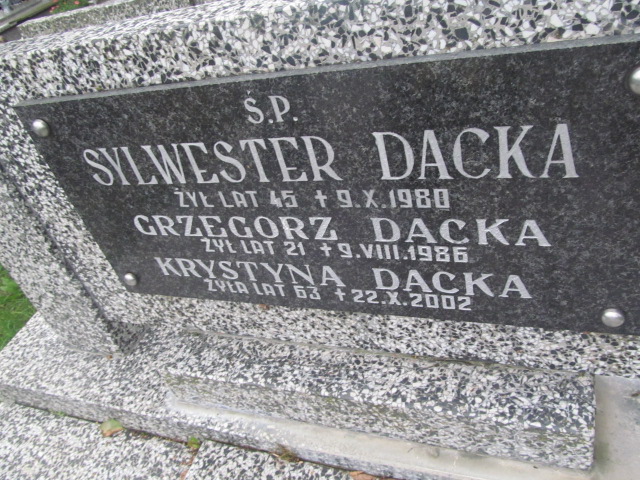 Ś.P.
SYLWESTER DACKA
ŻYŁ LAT 45 + 9.X.1980
GRZEGORZ DACKA
ŻYŁ LAT 21 + 9.VIII.1986
KRYSTYNA DACKA
ŻYŁA LAT 63 + 22.X.2002